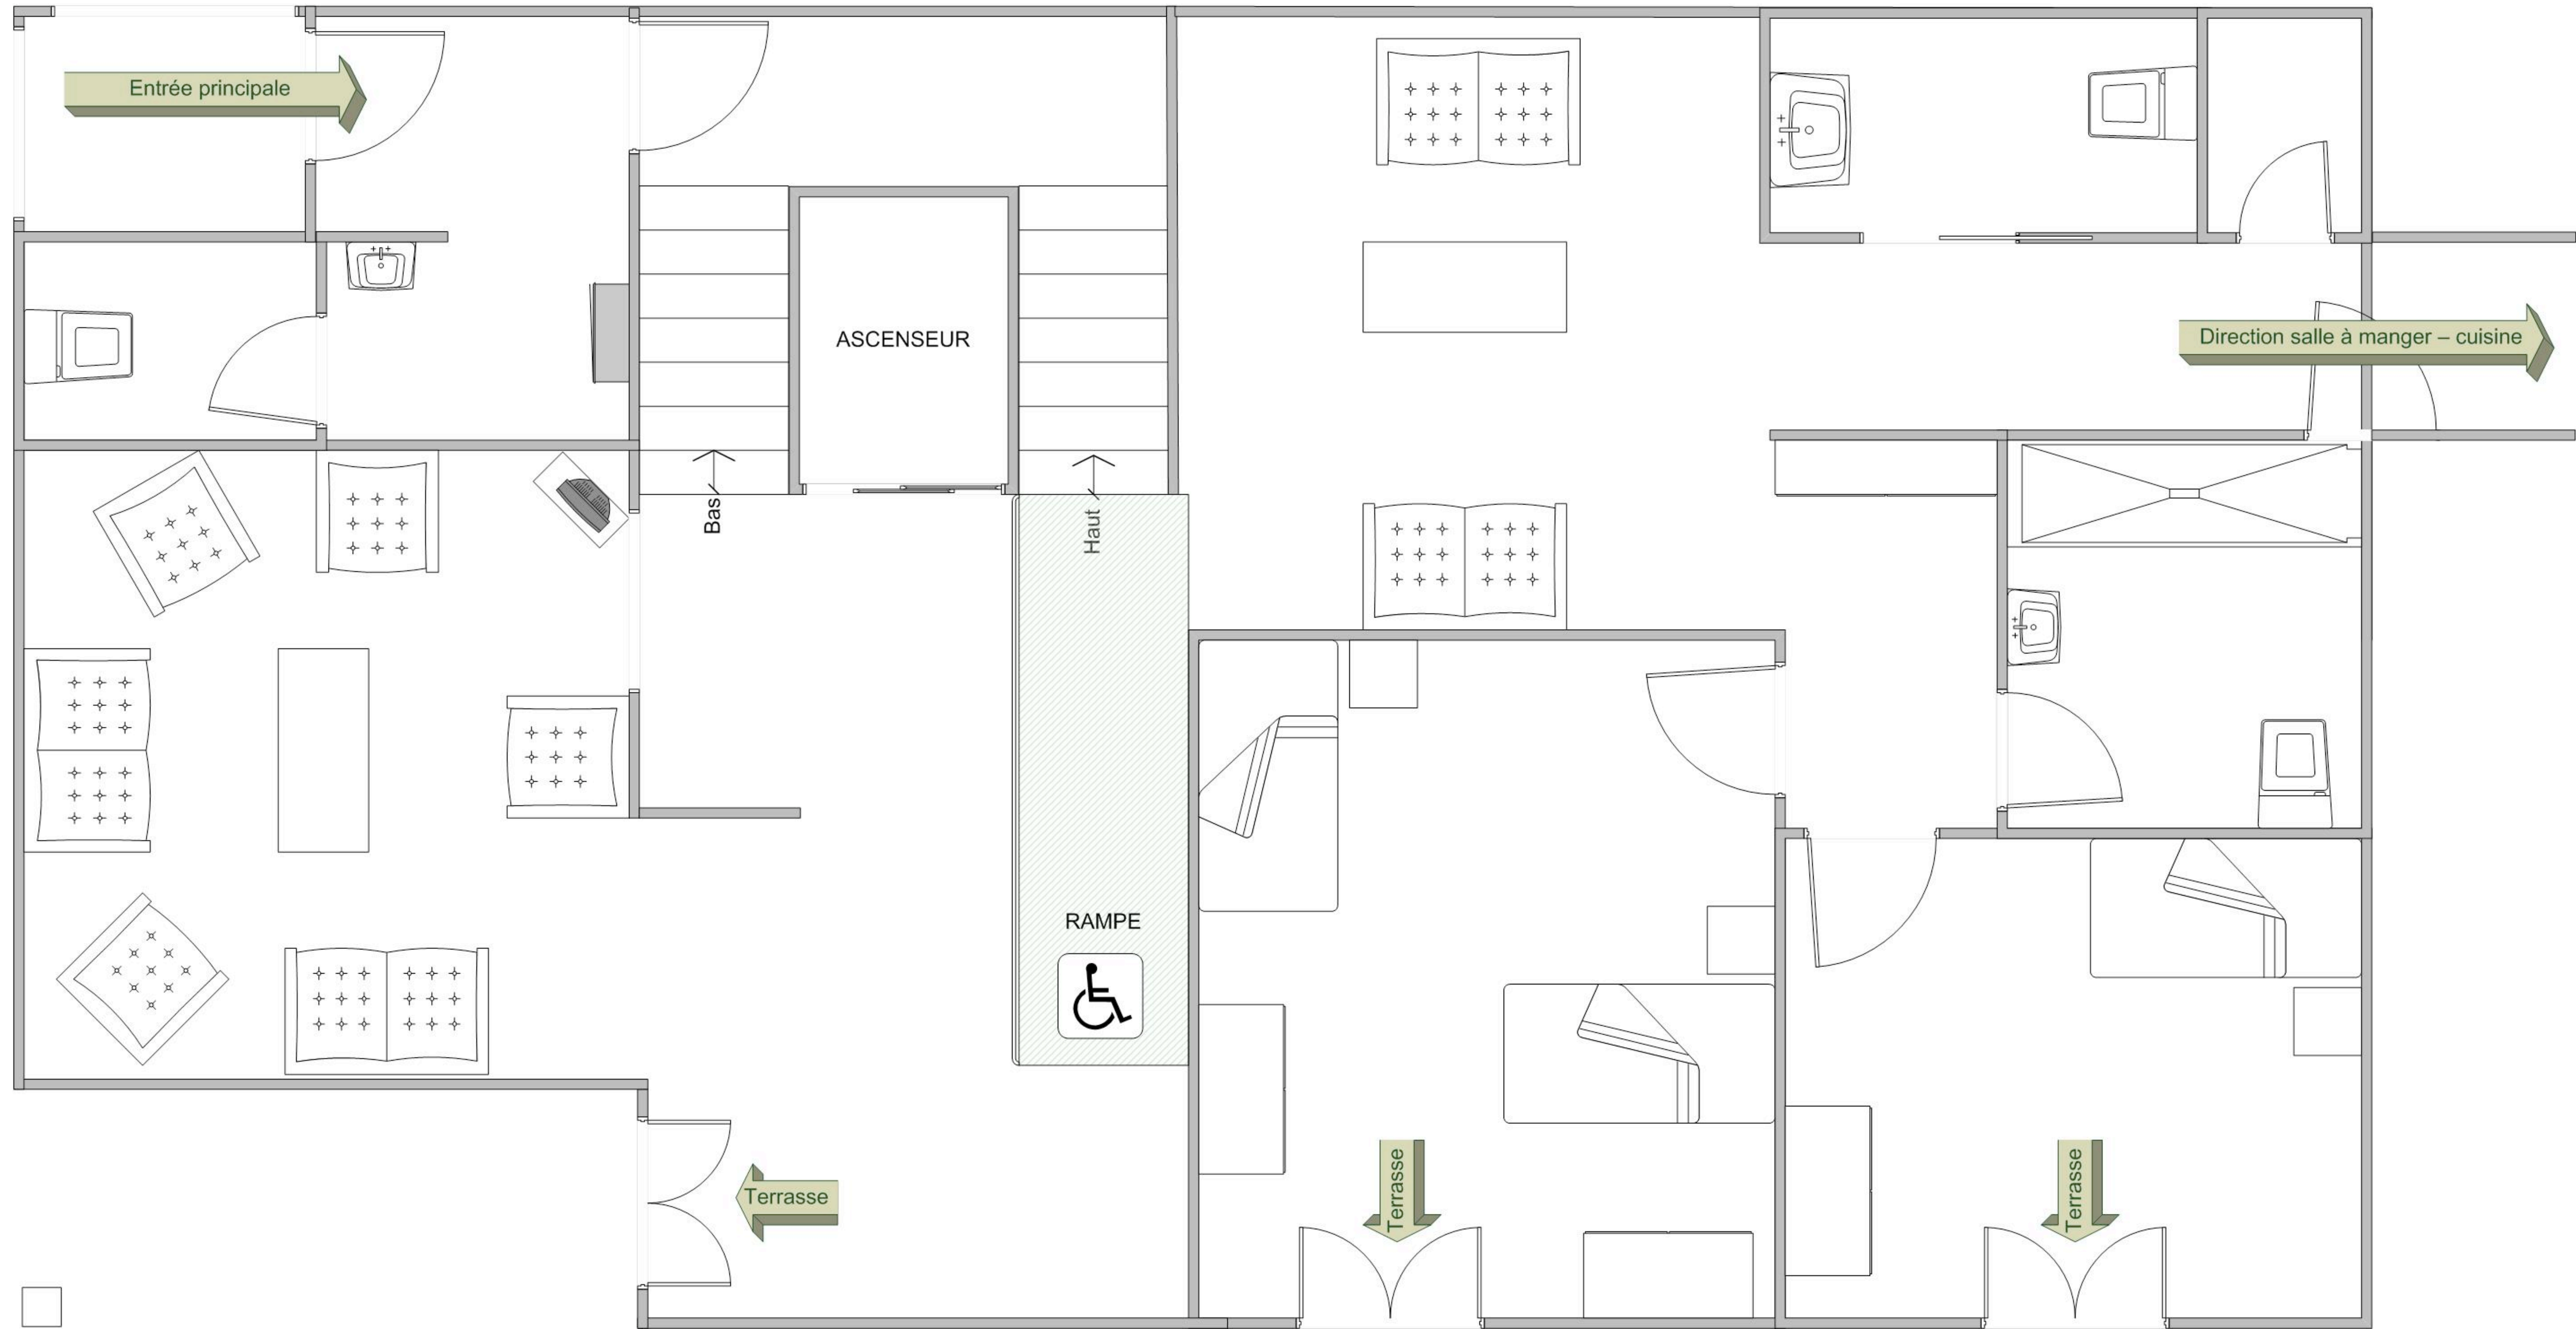 Entrée principale
ASCENSEUR
Direction salle à manger – cuisine
Bas
Haut
RAMPE
Terrasse
Terrasse
Terrasse